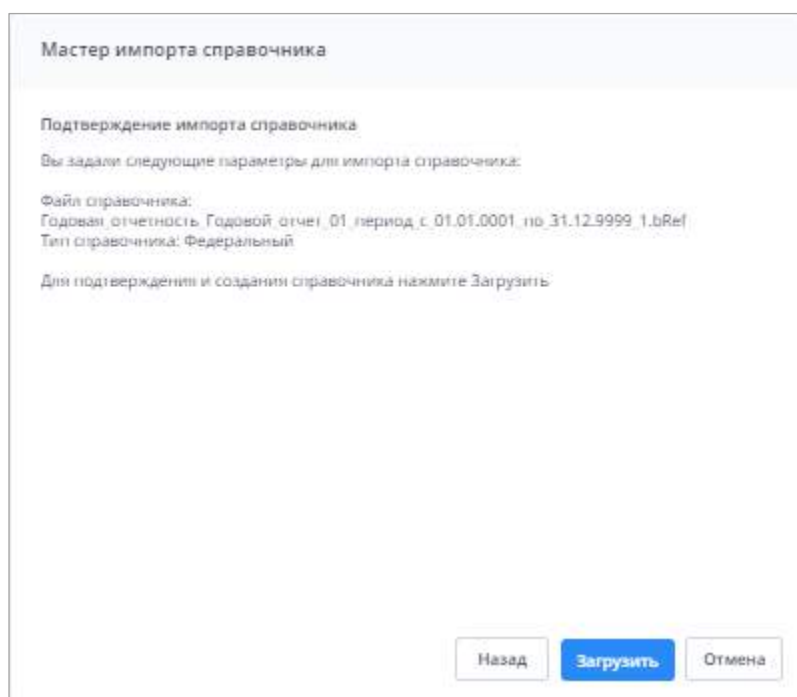 Мастер импорта справочника
Подтверждение импорта справочника
Вы задали следующие параметры для импорта справочника:
Файл справочника:
Годовая_отчетность_Годовой_отчет_01_период_с_01.01.0001_по_31.12.9999_1.bRef
Тип справочника: Федеральный
Для подтверждения и создания справочника нажмите Загрузить
Назад Загрузить Отмена